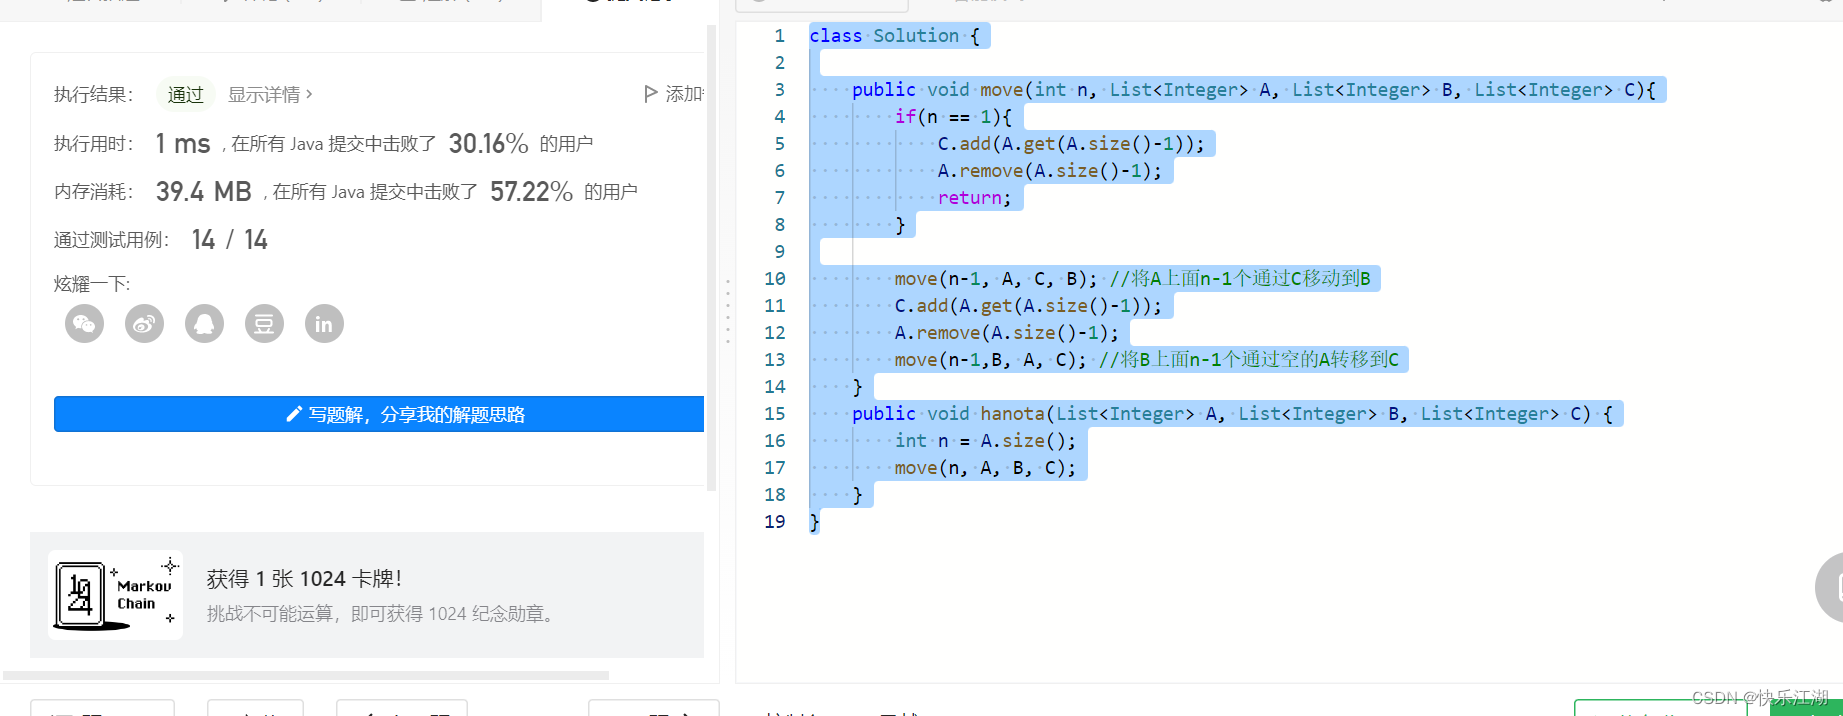 执行结果： 通过 显示详情 > 添加
执行用时： 1 ms , 在所有 Java 提交中击败了 30.16% 的用户
内存消耗： 39.4 MB , 在所有 Java 提交中击败了 57.22% 的用户
通过测试用例： 14 / 14
炫耀一下:
写题解，分享我的解题思路
Markov
Chain
获得 1 张 1024 卡牌！
挑战不可能运算，即可获得 1024 纪念勋章。
1 class Solution {
2
3     public void move(int n, List<Integer> A, List<Integer> B, List<Integer> C){
4         if(n == 1){
5             C.add(A.get(A.size()-1));
6             A.remove(A.size()-1);
7             return;
8         }
9
10         move(n-1, A, C, B); //将A上面n-1个通过C移动到B
11         C.add(A.get(A.size()-1));
12         A.remove(A.size()-1);
13         move(n-1,B, A, C); //将B上面n-1个通过空的A转移到C
14     }
15     public void hanota(List<Integer> A, List<Integer> B, List<Integer> C) {
16         int n = A.size();
17         move(n, A, B, C);
18     }
19 }
CSDN @快乐江湖